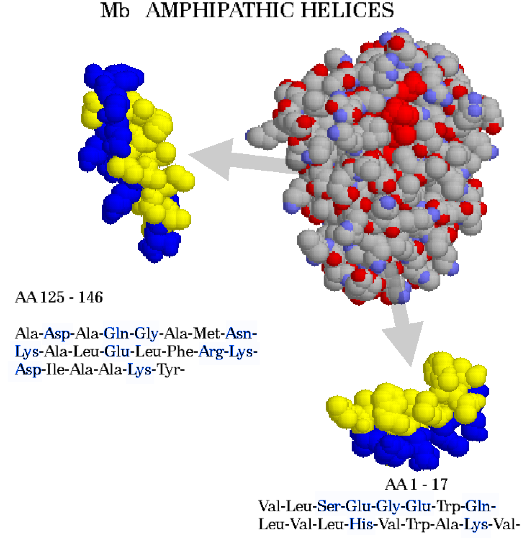 Mb AMPHIPATHIC HELICES
AA 125 - 146
Ala-Asp-Ala-Gln-Gly-Ala-Met-Asn-
Lys-Ala-Leu-Glu-Leu-Phe-Arg-Lys-
Asp-Ile-Ala-Ala-Lys-Tyr-
AA 1 - 17
Val-Leu-Ser-Glu-Gly-Glu-Trp-Gln-
Leu-Val-Leu-His-Val-Trp-Ala-Lys-Val-